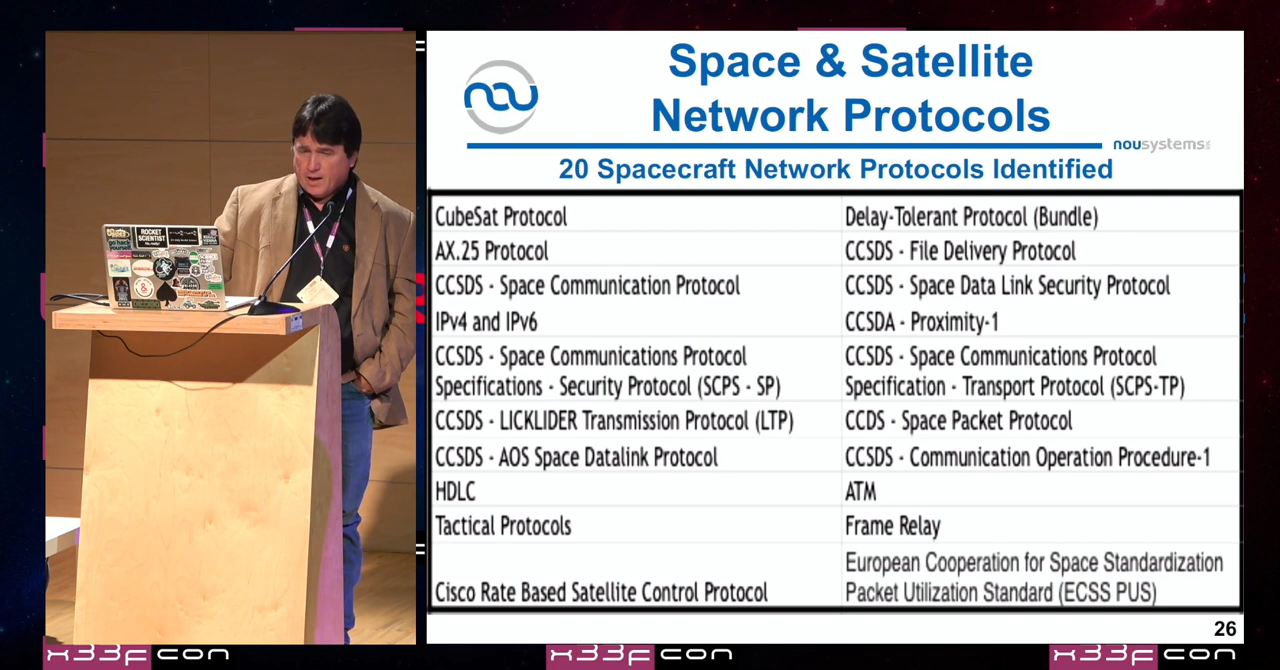 nou
Space & Satellite
Network Protocols
nousystems
20 Spacecraft Network Protocols Identified
CubeSat Protocol
Delay-Tolerant Protocol (Bundle)
AX.25 Protocol
CCSDS - File Delivery Protocol
CCSDS - Space Communication Protocol
CCSDS - Space Data Link Security Protocol
IPv4 and IPv6
CCSDA - Proximity-1
CCSDS - Space Communications Protocol
Specifications - Security Protocol (SCPS - SP)
CCSDS - Space Communications Protocol
Specification - Transport Protocol (SCPS-TP)
CCSDS - LICKLIDER Transmission Protocol (LTP)
CCDS - Space Packet Protocol
CCSDS - AOS Space Datalink Protocol
CCSDS - Communication Operation Procedure-1
HDLC
ATM
Tactical Protocols
Frame Relay
Cisco Rate Based Satellite Control Protocol
European Cooperation for Space Standardization
Packet Utilization Standard (ECSS PUS)
26
ROCKET
SCIENTIST
go hack
yourself
x33fcon
x33fcon
x33fcon